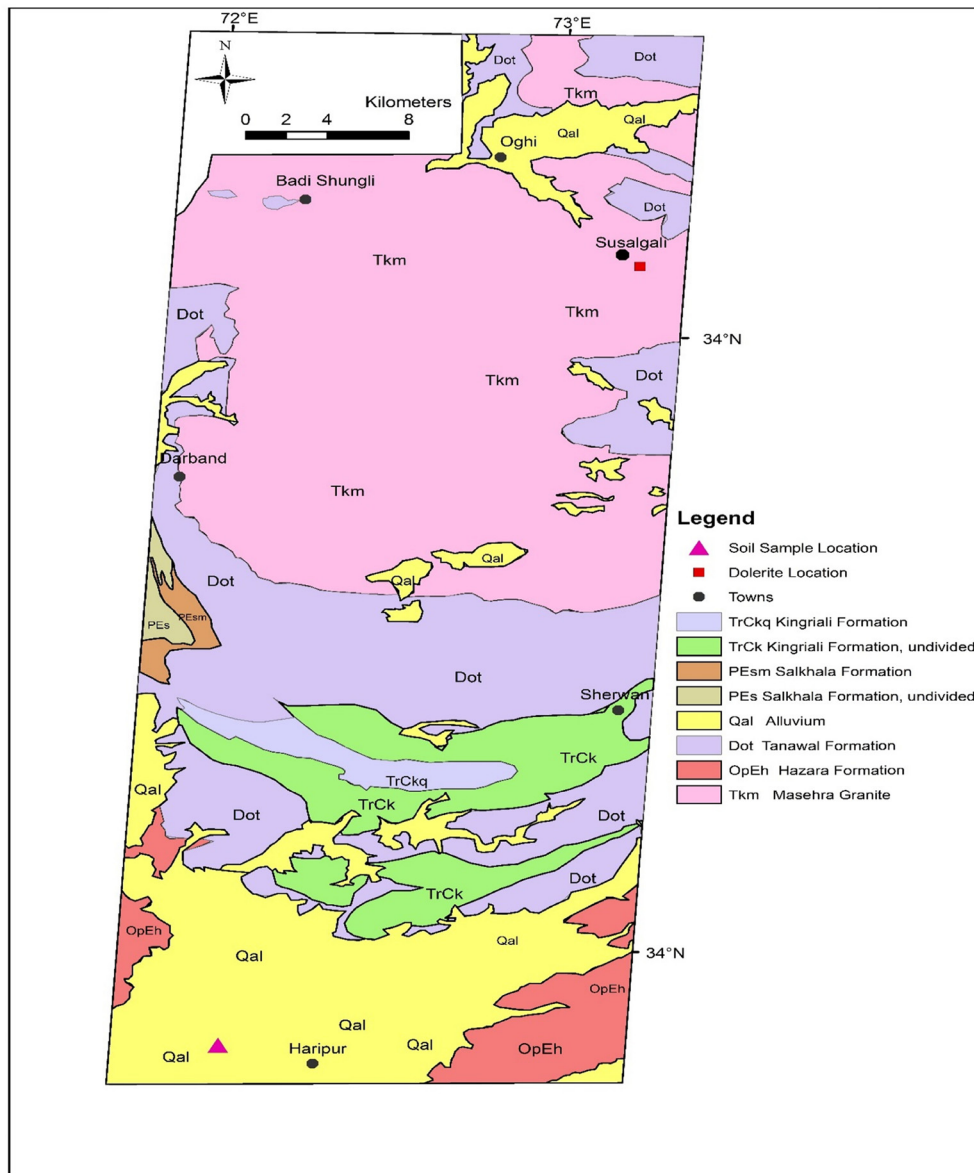 72°E
73°E
N
Kilometers
0 2 4 8
Dot
Dot
Tkm
Qal
Qal
Oghi
Badi Shungli
Dot
Susalgali
Tkm
Tkm
Dot
34°N
Tkm
Dot
Darband
Tkm
Qal
Qal
Dot
PEsm
PEs
Dot
Sherwan
TrCk
TrCkq
Qal
TrCk
Dot
Dot
Dot
TrCk
OpEh
Qal
Qal
34°N
OpEh
Qal
Qal
Qal
Haripur
OpEh
Legend
Soil Sample Location
Dolerite Location
Towns
TrCkq Kingriali Formation
TrCk Kingriali Formation, undivided
PEsm Salkhala Formation
PEs Salkhala Formation, undivided
Qal Alluvium
Dot Tanawal Formation
OpEh Hazara Formation
Tkm Masehra Granite